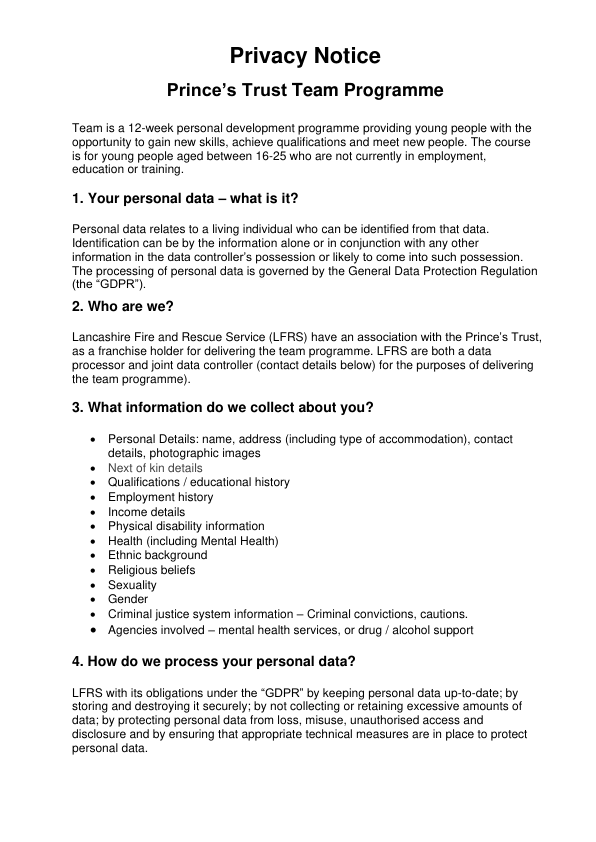 Privacy Notice
Prince’s Trust Team Programme
Team is a 12-week personal development programme providing young people with the
opportunity to gain new skills, achieve qualifications and meet new people. The course
is for young people aged between 16-25 who are not currently in employment,
education or training.
1. Your personal data – what is it?
Personal data relates to a living individual who can be identified from that data.
Identification can be by the information alone or in conjunction with any other
information in the data controller’s possession or likely to come into such possession.
The processing of personal data is governed by the General Data Protection Regulation
(the “GDPR”).
2. Who are we?
Lancashire Fire and Rescue Service (LFRS) have an association with the Prince’s Trust,
as a franchise holder for delivering the team programme. LFRS are both a data
processor and joint data controller (contact details below) for the purposes of delivering
the team programme).
3. What information do we collect about you?
• Personal Details: name, address (including type of accommodation), contact
details, photographic images
• Next of kin details
• Qualifications / educational history
• Employment history
• Income details
• Physical disability information
• Health (including Mental Health)
• Ethnic background
• Religious beliefs
• Sexuality
• Gender
• Criminal justice system information – Criminal convictions, cautions.
• Agencies involved – mental health services, or drug / alcohol support
4. How do we process your personal data?
LFRS with its obligations under the “GDPR” by keeping personal data up-to-date; by
storing and destroying it securely; by not collecting or retaining excessive amounts of
data; by protecting personal data from loss, misuse, unauthorised access and
disclosure and by ensuring that appropriate technical measures are in place to protect
personal data.